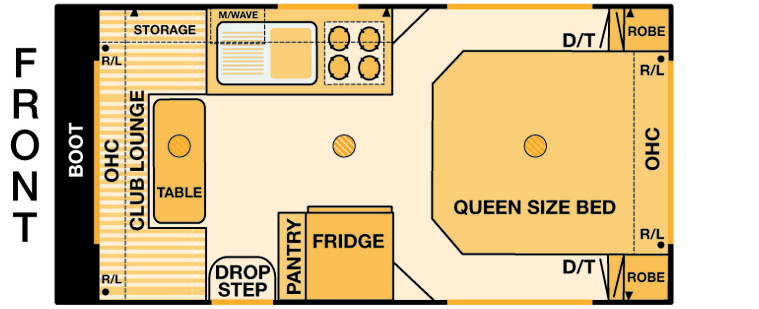 FRONT
BOOT
STORAGE
M/WAVE
R/L
OHC
CLUB LOUNGE
TABLE
R/L
DROP
STEP
PANTRY
FRIDGE
D/T
ROBE
R/L
OHC
QUEEN SIZE BED
R/L
D/T
ROBE